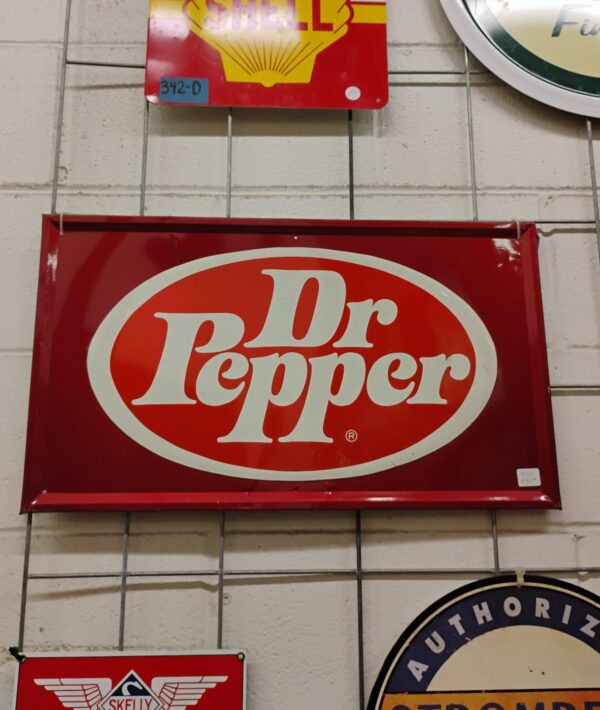 SHELL
342-D
Dr
Pepper
®
SKELLY
AUTHORIZ